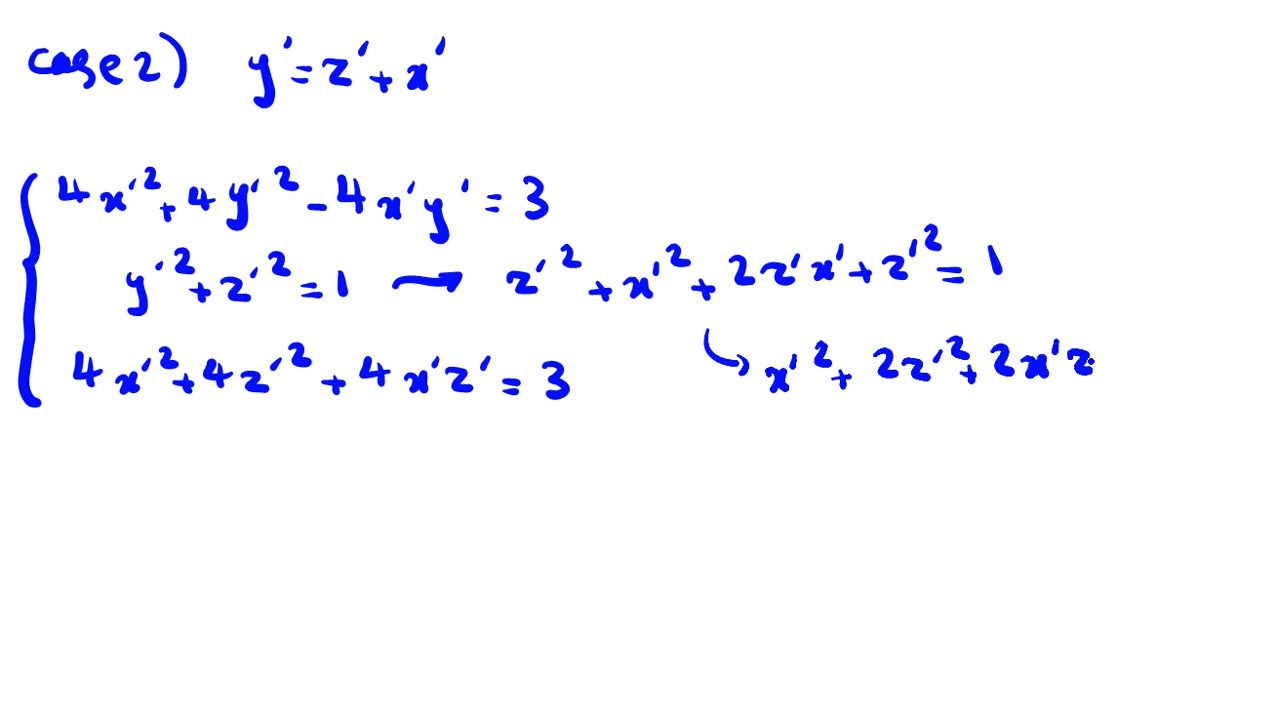 case 2) y' = z' + x'
4x'² + 4y'² - 4x'y' = 3
y'² + z'² = 1 → z'² + x'² + 2z'x' + z'² = 1
4x'² + 4z'² + 4x'z' = 3
↳ x'² + 2z'² + 2x'z